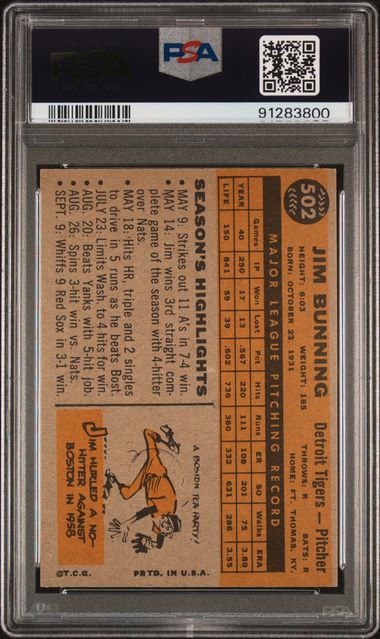 PSA
91283800
502
JIM BUNNING Detroit Tigers — Pitcher
HEIGHT: 6:03 WEIGHT: 185 THROWS: R BATS: R
BORN: OCTOBER 23, 1931 HOME: FT. THOMAS, KY.
MAJOR LEAGUE PITCHING RECORD
Games IP Won Lost Pct Hits Runs ER SO Walks ERA
YEAR 40 250 17 13 .567 220 111 108 201 75 3.89
LIFE 150 841 59 39 .602 736 360 332 631 286 3.55
SEASON'S HIGHLIGHTS
• MAY 9: Strikes out 11 A's in 7-4 win.
• MAY 14: Jim wins 3rd straight com-
plete game of the season with 4-hitter
over Nats.
• MAY 18: Hits HR, triple and 2 singles
to drive in 5 runs as he beats Bost.
• JULY 23: Limits Wash. to 4 hits for win.
• AUG. 20: Beats Yanks with 5-hit job.
• AUG. 26: Spins 3-hit win vs. Nats.
• SEPT. 9: Whiffs 9 Red Sox in 3-1 win.
A BOSTON TEA PARTY!
JIM HURLED A NO-
HITTER AGAINST
BOSTON IN 1958.
©T.C.G. PRTD. IN U.S.A.